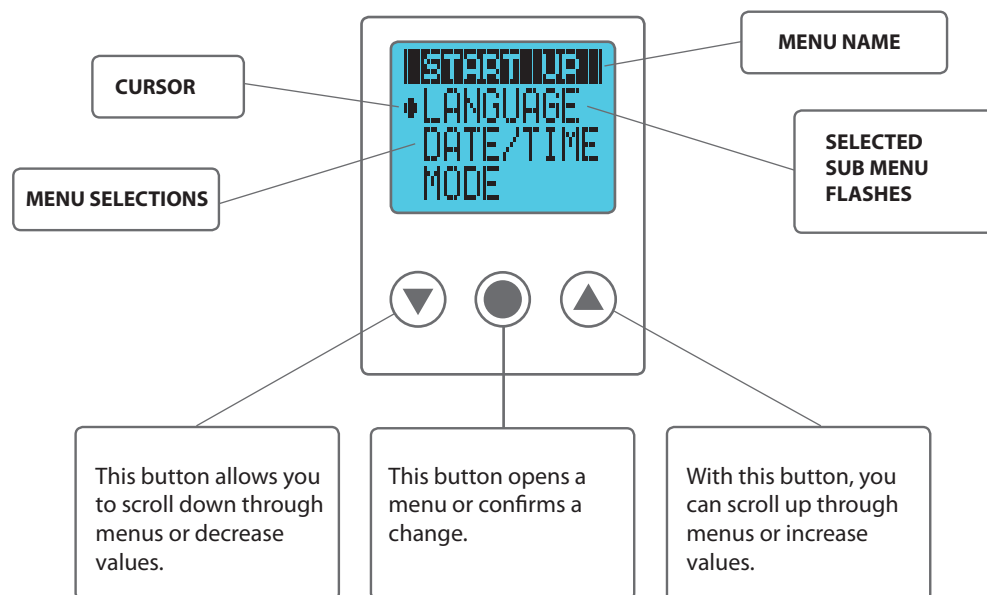 MENU NAME
CURSOR
START UP
LANGUAGE
DATE/TIME
MODE
SELECTED
SUB MENU
FLASHES
MENU SELECTIONS
This button allows you
to scroll down through
menus or decrease
values.
This button opens a
menu or confirms a
change.
With this button, you
can scroll up through
menus or increase
values.